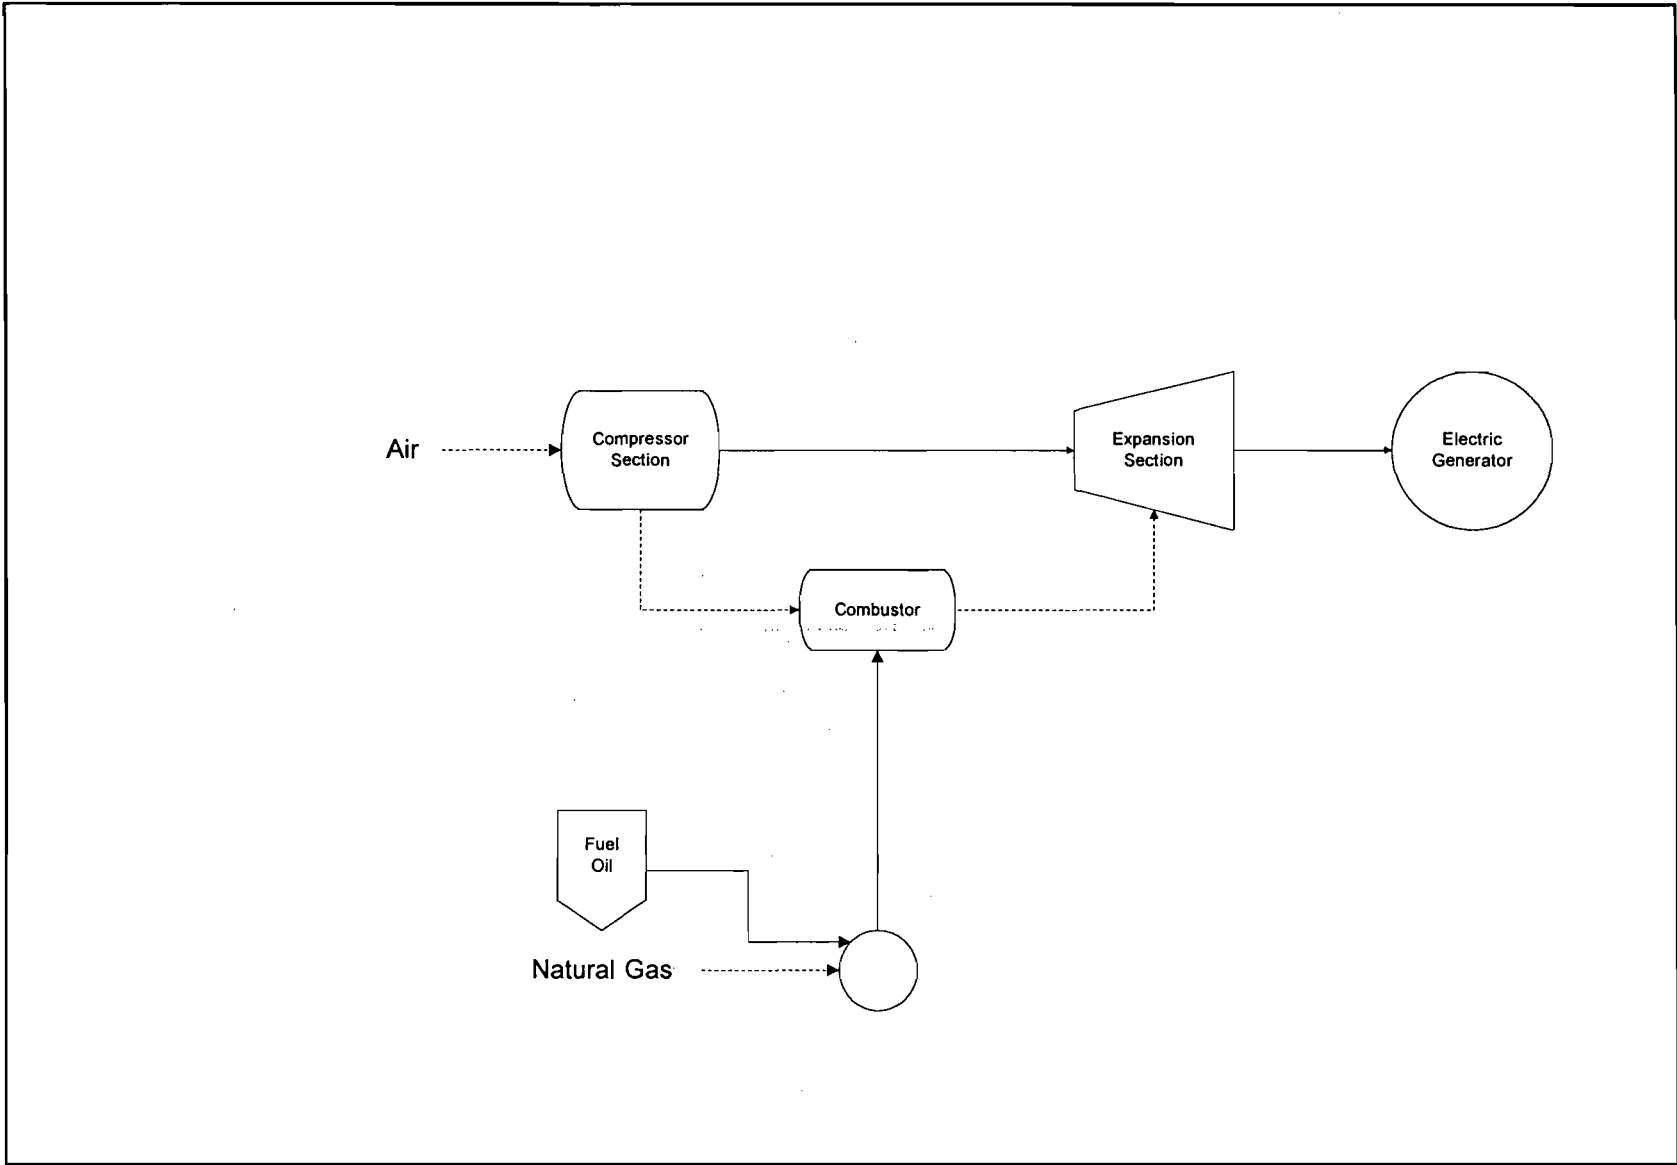 Air
Compressor
Section
Expansion
Section
Electric
Generator
Combustor
Fuel
Oil
Natural Gas